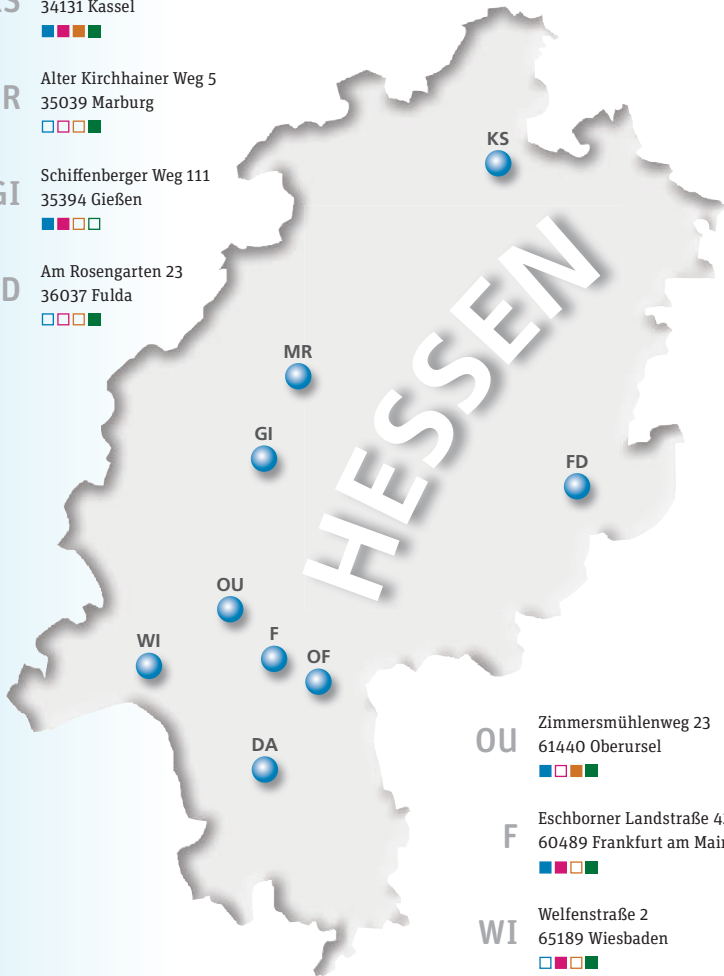 34131 Kassel
Alter Kirchhainer Weg 5
35039 Marburg
Schiffenberger Weg 111
35394 Gießen
Am Rosengarten 23
36037 Fulda
KS
MR
GI
FD
HESSEN
OU
WI
F
OF
DA
OU
Zimmersmühlenweg 23
61440 Oberursel
F
Eschborner Landstraße
60489 Frankfurt am Main
WI
Welfenstraße 2
65189 Wiesbaden